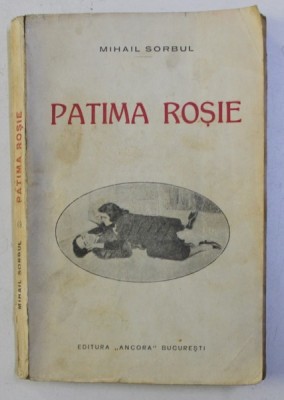 MIHAIL SORBUL
PATIMA ROȘIE
EDITURA „ANCORA" BUCUREȘTI
MIHAIL SORBUL PATIMA ROȘIE